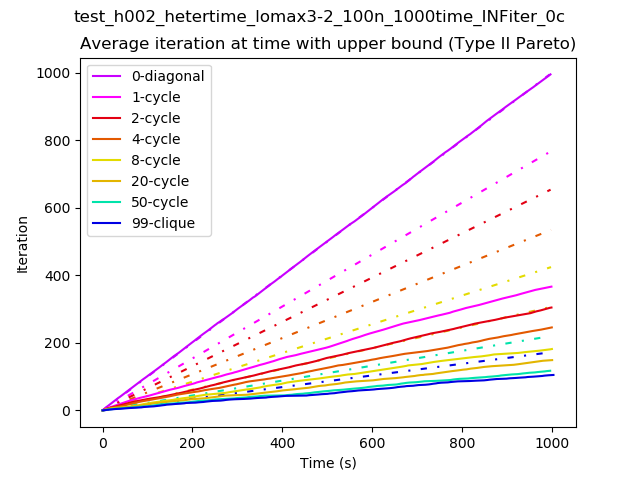 test_h002_hetertime_lomax3-2_100n_1000time_INFiter_0c
Average iteration at time with upper bound (Type II Pareto)
1000
800
600
400
200
0
Iteration
0-diagonal
1-cycle
2-cycle
4-cycle
8-cycle
20-cycle
50-cycle
99-clique
0
200
400
600
800
1000
Time (s)